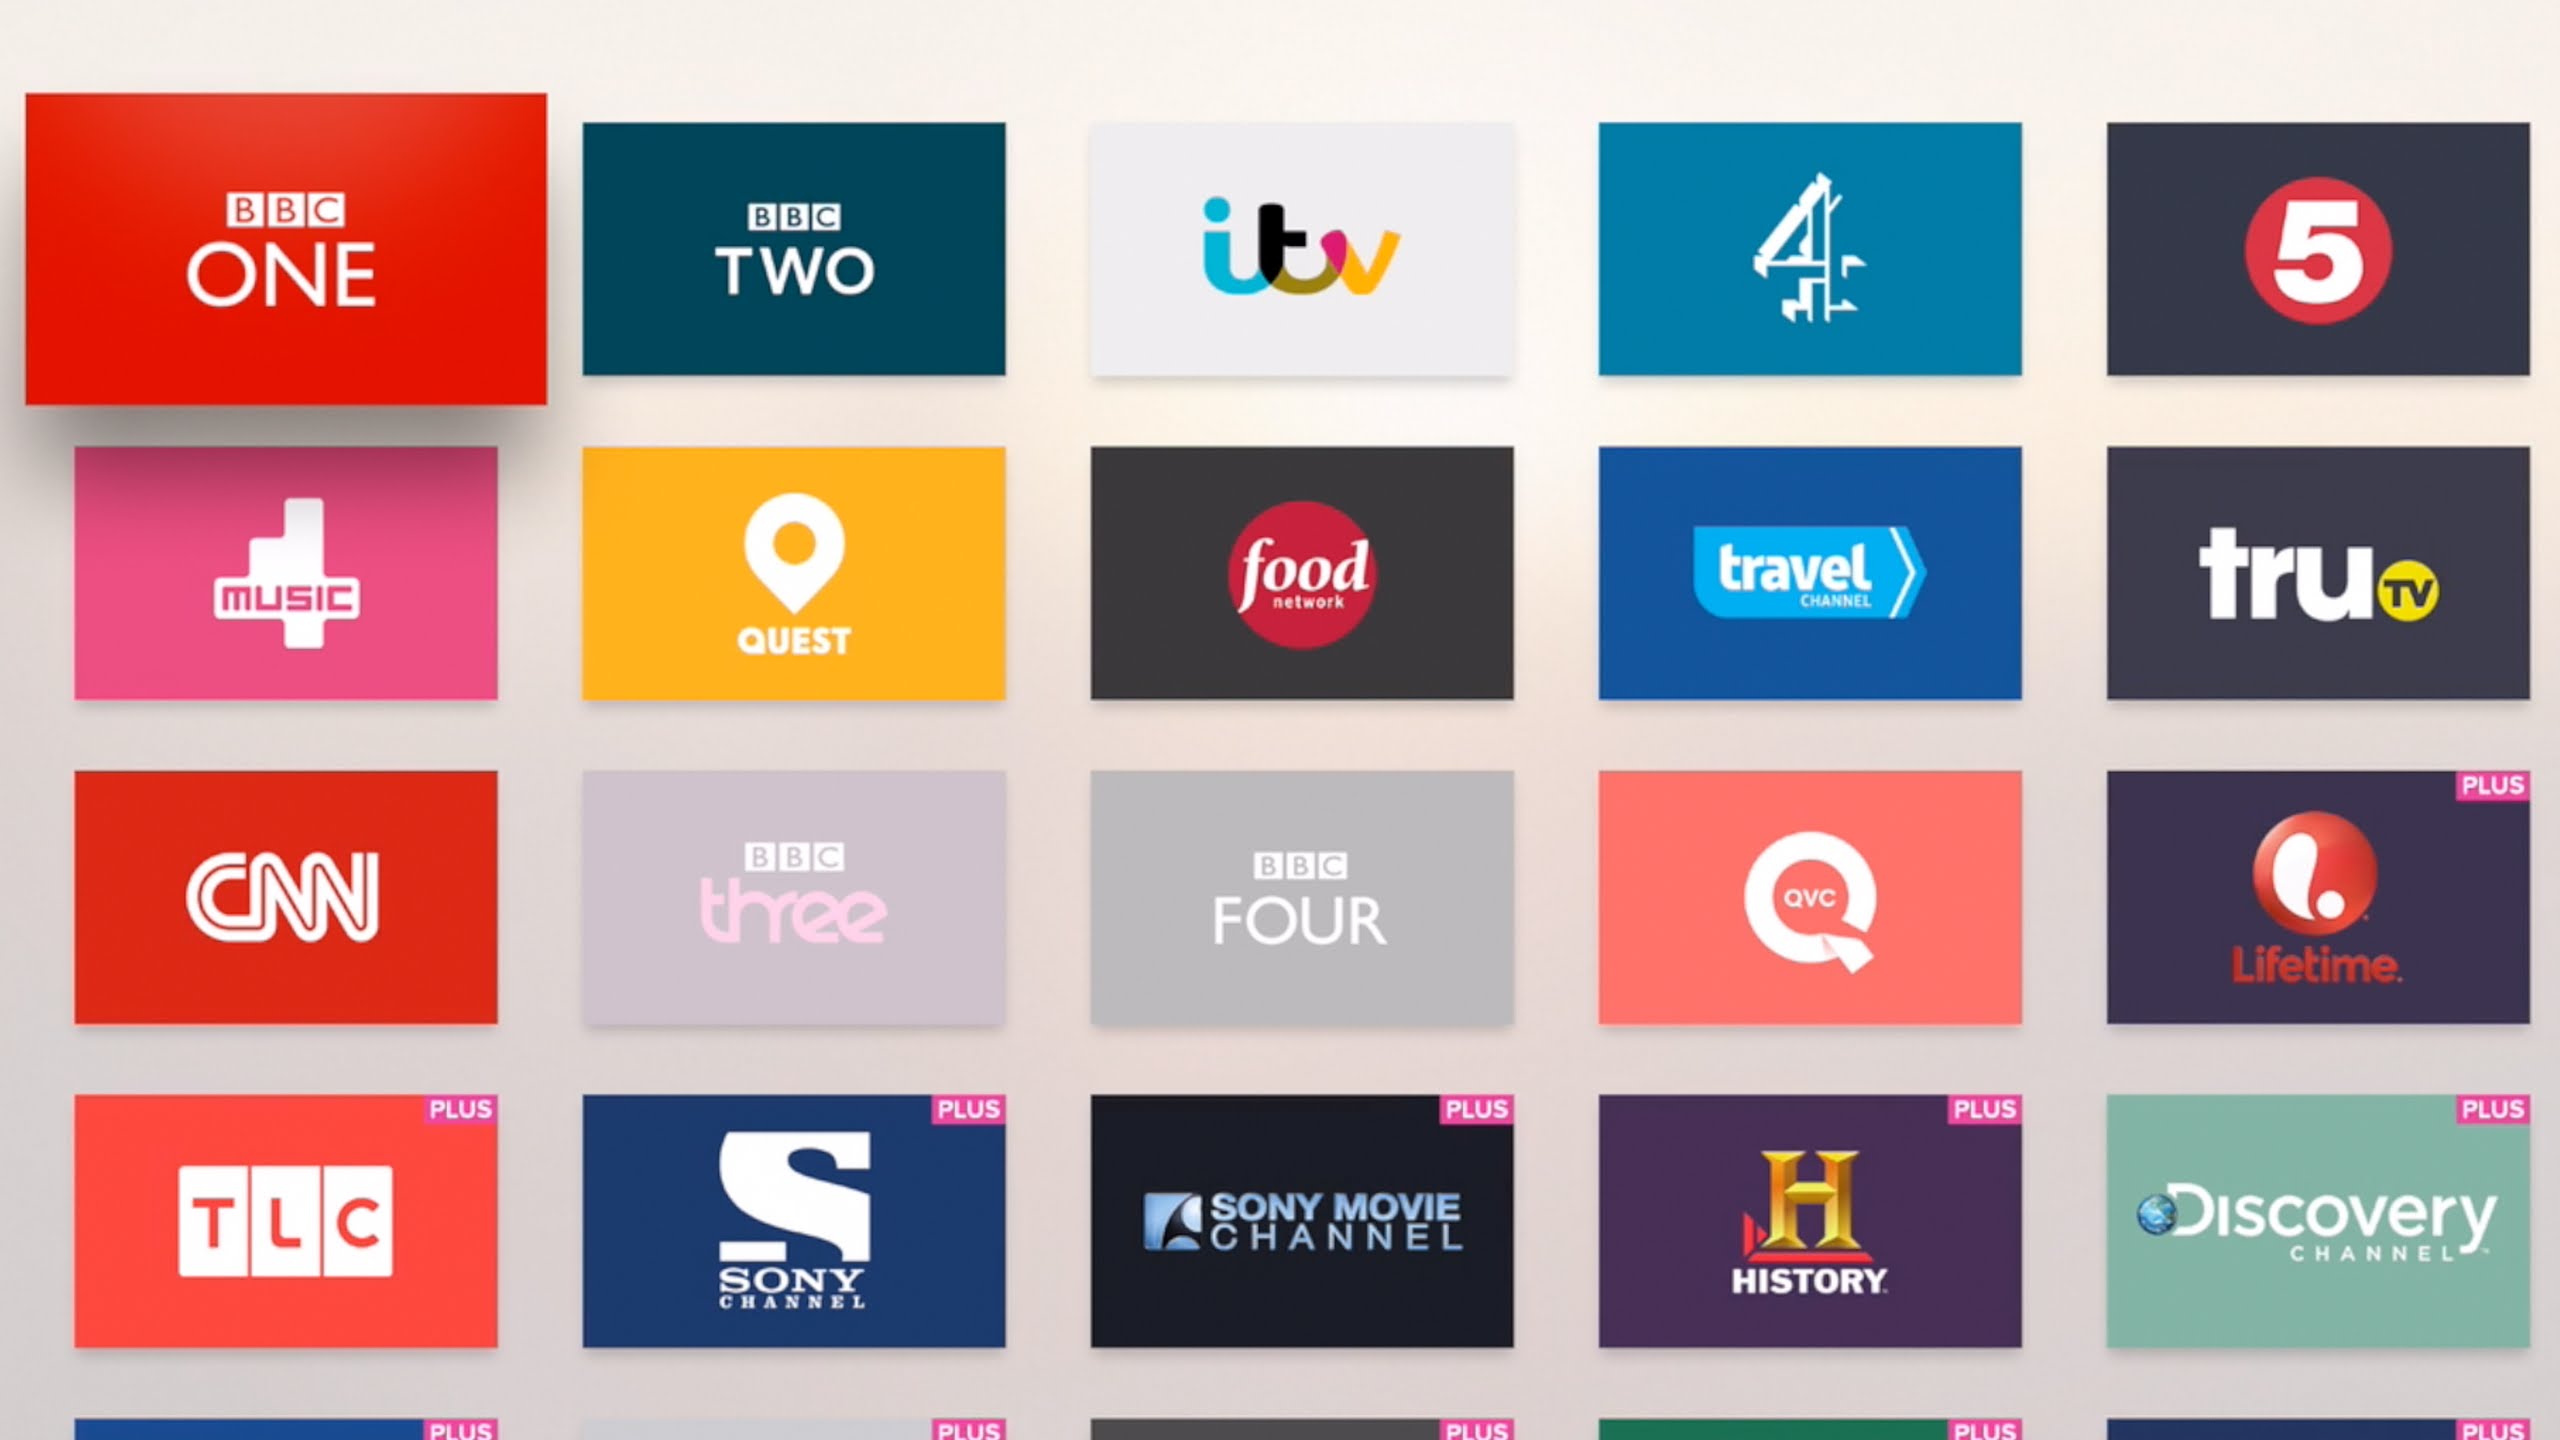 BBC
ONE
BBC
TWO
itv
4
5
4
MUSIC
QUEST
food
network
travel
CHANNEL
truTV
CNN
BBC
three
BBC
FOUR
QVC
PLUS
Lifetime.
PLUS
TLC
PLUS
SONY
CHANNEL
PLUS
SONY MOVIE
CHANNEL
PLUS
H
HISTORY
PLUS
Discovery
CHANNEL
PLUS
PLUS
PLUS
PLUS
PLUS